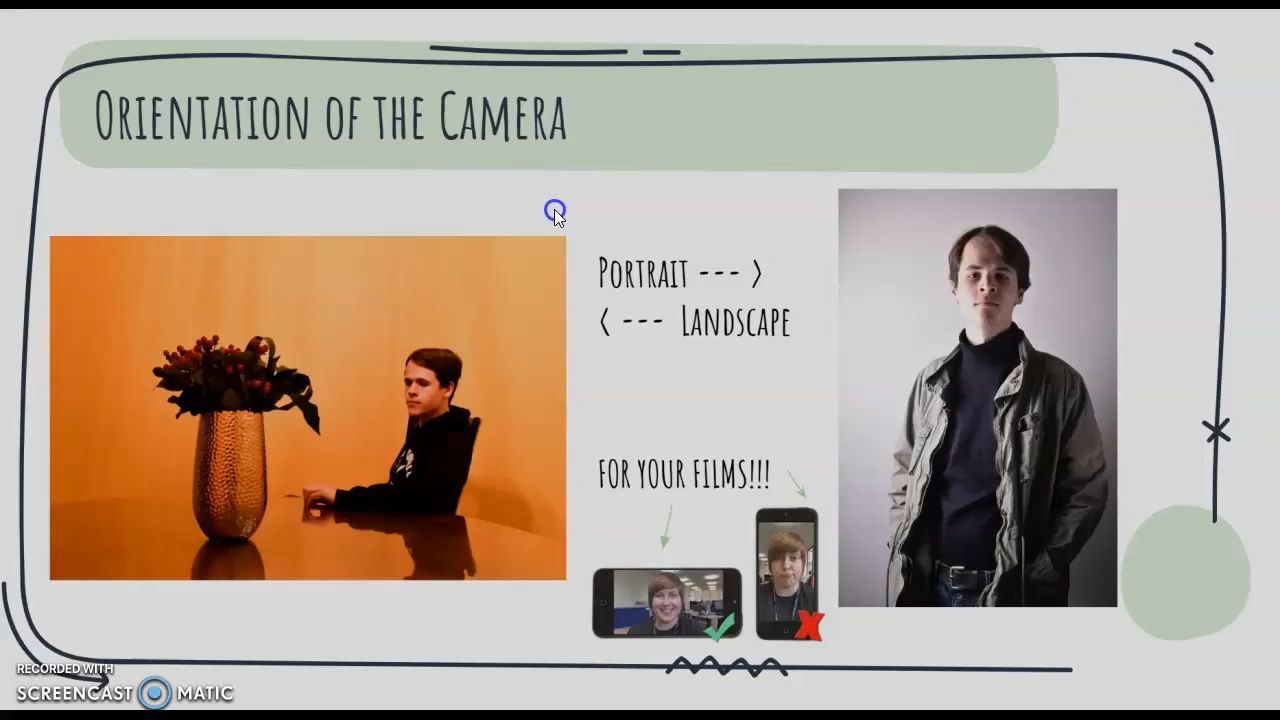 Orientation of the Camera
Portrait --- >
< --- Landscape
FOR YOUR FILMS!!!
RECORDED WITH
SCREENCAST MATIC